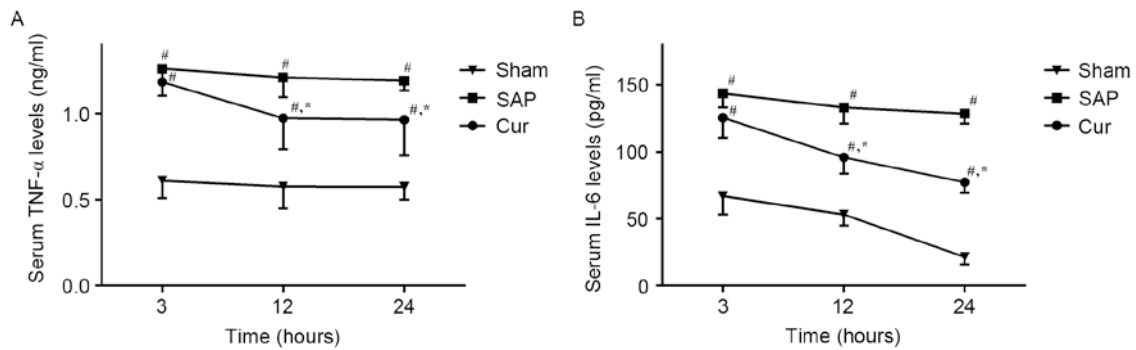 A
Serum TNF-α levels (ng/ml)
1.0
0.5
0.0
#
#
#
#
#,*
#,*
Sham
SAP
Cur
3
12
24
Time (hours)
B
Serum IL-6 levels (pg/ml)
150
100
50
0
#
#
#
#
#,*
#,*
Sham
SAP
Cur
3
12
24
Time (hours)